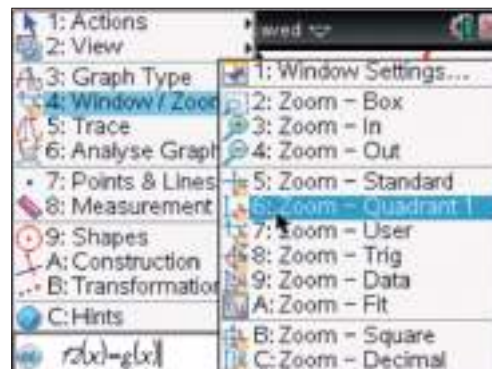 1: Actions
2: View
3: Graph Type
4: Window / Zoom
5: Trace
6: Analyse Graph
7: Points & Lines
8: Measurement
9: Shapes
A: Construction
B: Transformation
C: Hints
f2(x)=g(x)
1: Window Settings...
2: Zoom – Box
3: Zoom – In
4: Zoom – Out
5: Zoom – Standard
6: Zoom – Quadrant 1
7: Zoom – User
8: Zoom – Trig
9: Zoom – Data
A: Zoom – Fit
B: Zoom – Square
C: Zoom – Decimal